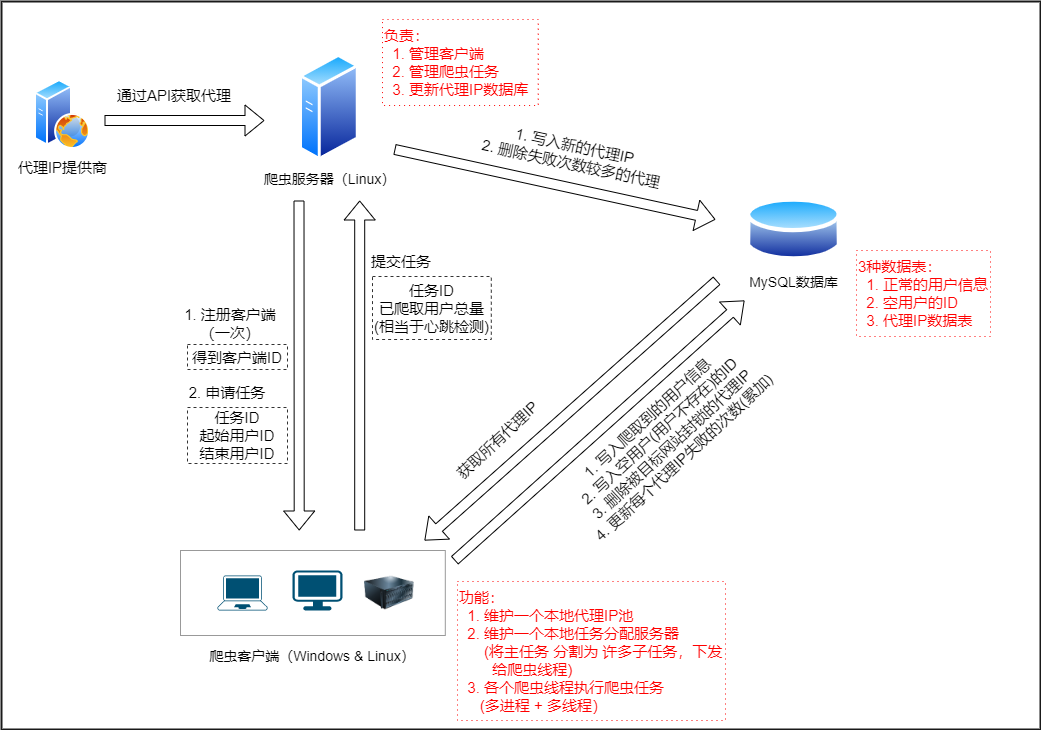 负责：
1. 管理客户端
2. 管理爬虫任务
3. 更新代理IP数据库
通过API获取代理
代理IP提供商
爬虫服务器（Linux）
1. 写入新的代理IP
2. 删除失败次数较多的代理
MySQL数据库
3种数据表：
1. 正常的用户信息
2. 空用户的ID
3. 代理IP数据表
提交任务
任务ID
已爬取用户总量
(相当于心跳检测)
1. 注册客户端
(一次)
得到客户端ID
2. 申请任务
任务ID
起始用户ID
结束用户ID
获取所有代理IP
1. 写入爬取到的用户信息
2. 写入空用户(用户不存在)的ID
3. 删除被目标网站封锁的代理IP
4. 更新每个代理IP失败的次数(累加)
爬虫客户端（Windows & Linux）
功能：
1. 维护一个本地代理IP池
2. 维护一个本地任务分配服务器
(将主任务 分割为 许多子任务，下发
给爬虫线程)
3. 各个爬虫线程执行爬虫任务
(多进程 + 多线程)